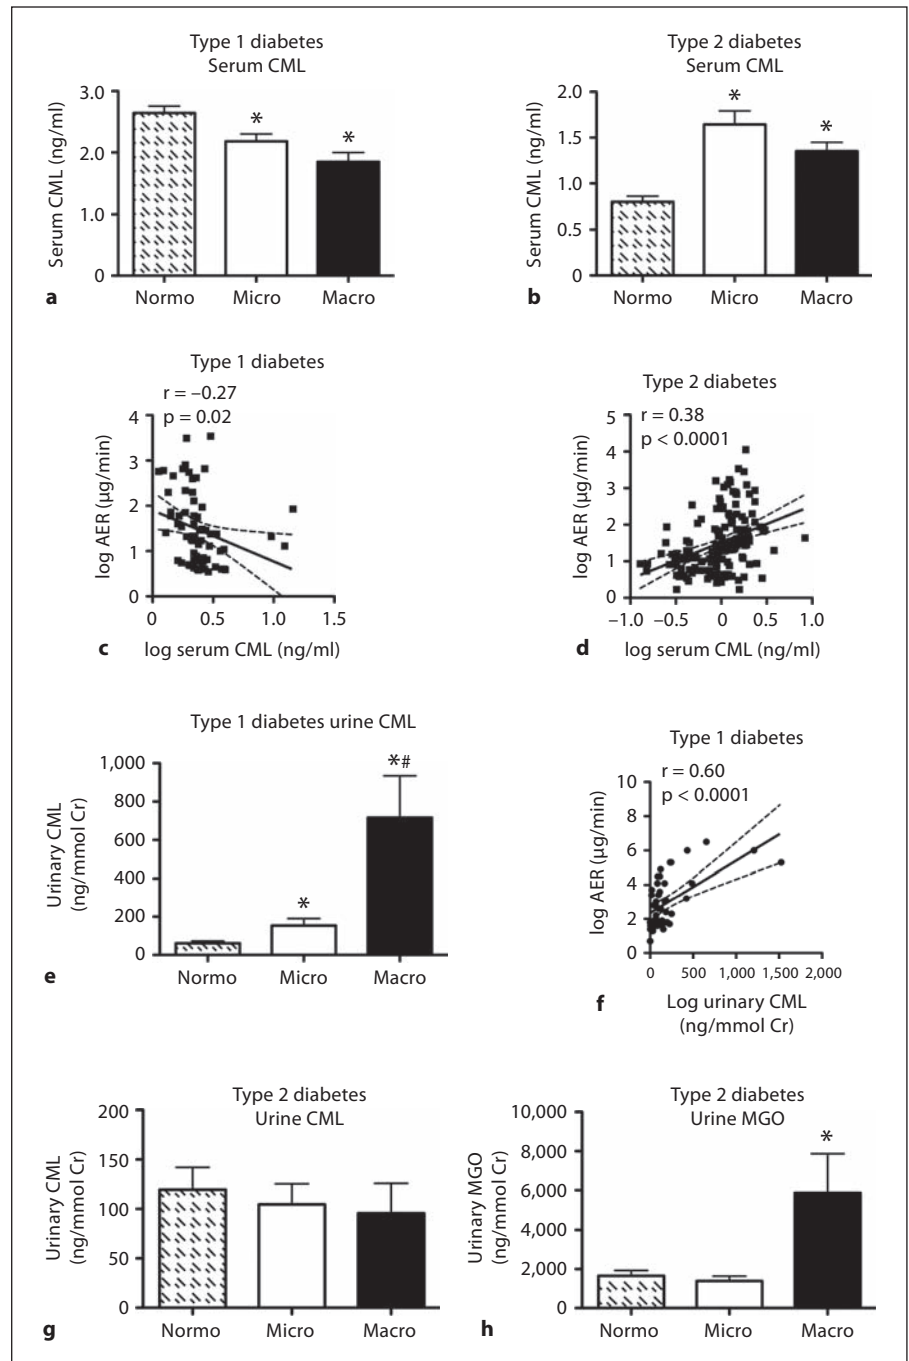 Type 1 diabetes
Serum CML
Serum CML (ng/ml)
3.0
2.0
1.0
0
*
*
Normo Micro Macro
a
Type 2 diabetes
Serum CML
Serum CML (ng/ml)
2.0
1.5
1.0
0.5
0
*
*
Normo Micro Macro
b
Type 1 diabetes
r = –0.27
p = 0.02
log AER (μg/min)
4
3
2
1
0
0 0.5 1.0 1.5
log serum CML (ng/ml)
c
Type 2 diabetes
r = 0.38
p < 0.0001
log AER (μg/min)
5
4
3
2
1
0
–1.0 –0.5 0 0.5 1.0
log serum CML (ng/ml)
d
Type 1 diabetes urine CML
Urinary CML
(ng/mmol Cr)
1,000
800
600
400
200
0
*
*#
Normo Micro Macro
e
Type 1 diabetes
r = 0.60
p < 0.0001
log AER (μg/min)
10
8
6
4
2
0
0 500 1,000 1,500 2,000
Log urinary CML
(ng/mmol Cr)
f
Type 2 diabetes
Urine CML
Urinary CML
(ng/mmol Cr)
200
150
100
50
0
Normo Micro Macro
g
Type 2 diabetes
Urine MGO
Urinary MGO
(ng/mmol Cr)
10,000
8,000
6,000
4,000
2,000
0
*
Normo Micro Macro
h